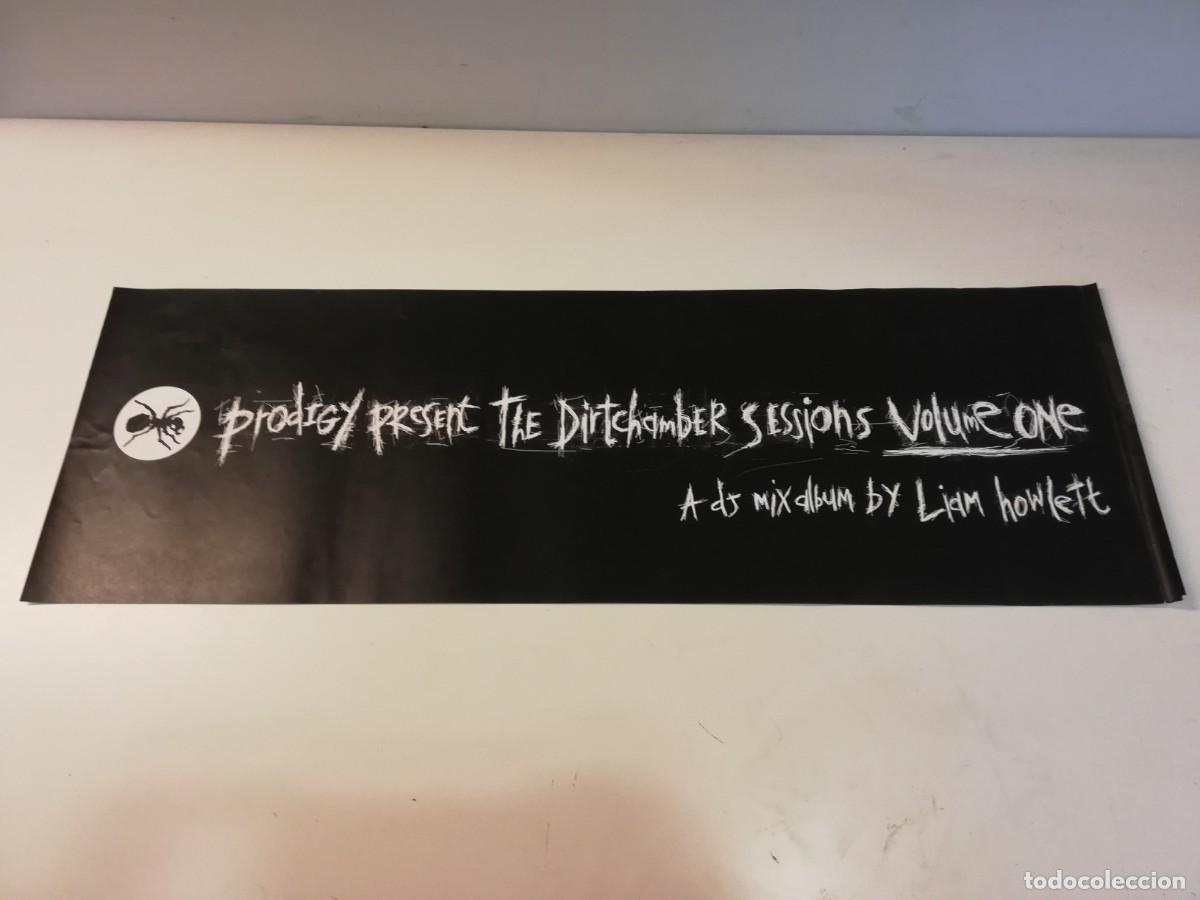 prodigy present The Dirtchamber Sessions Volume One
A dj mix album by Liam howlett
todocoleccion